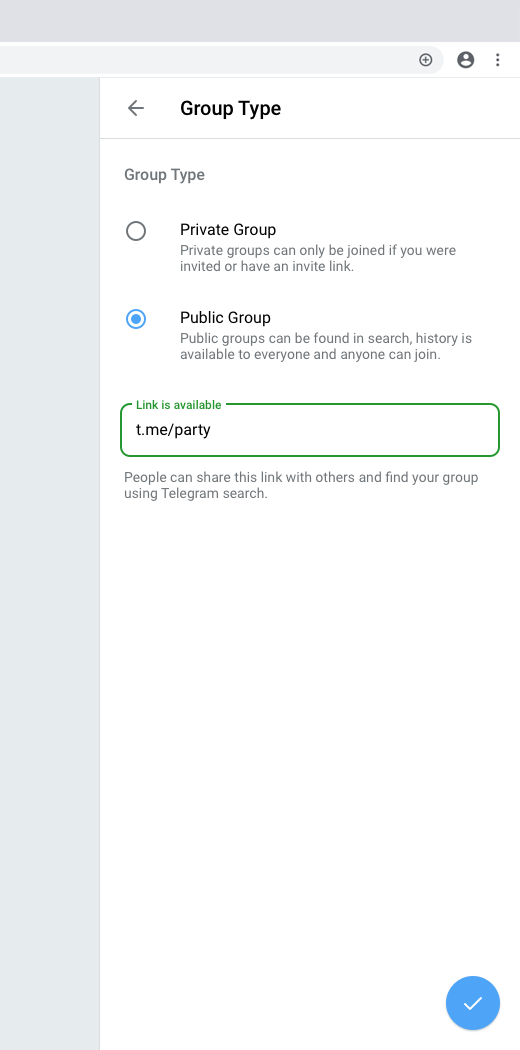 Group Type
Group Type
Private Group
Private groups can only be joined if you were
invited or have an invite link.
Public Group
Public groups can be found in search, history is
available to everyone and anyone can join.
Link is available
t.me/party
People can share this link with others and find your group
using Telegram search.